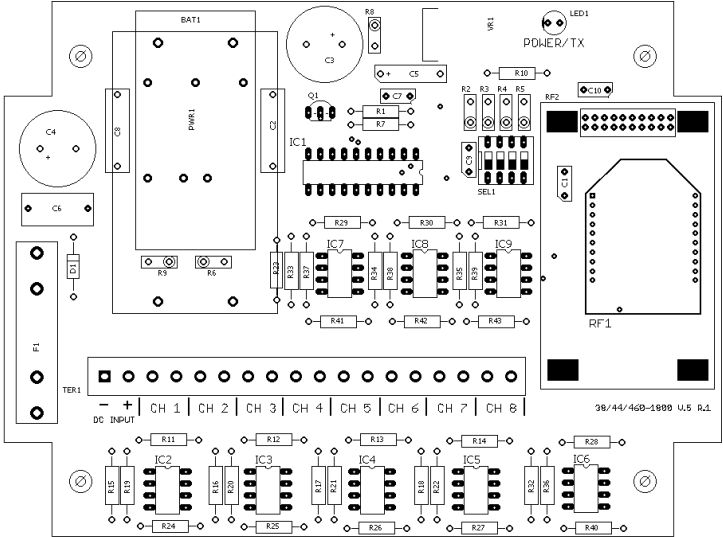 BAT1
R8
VR1
LED1
POWER/TX
+
C3
+ C5
R10
C10
C7
R2 R3 R4 R5
RF2
Q1
R1
R7
PWR1
C8
C2
C4
+
IC1
C9
C1
SEL1
C6
R29
R30
R31
IC7
IC8
IC9
D1
R9
R6
R23
R33
R37
R34
R38
R35
R39
RF1
R41
R42
R43
F1
TER1
- + CH 1 CH 2 CH 3 CH 4 CH 5 CH 6 CH 7 CH 8
DC INPUT
38/44/460-1800 V.5 R.1
R11
R12
R13
R14
R28
IC2
IC3
IC4
IC5
IC6
R15
R19
R16
R20
R17
R21
R18
R22
R32
R36
R24
R25
R26
R27
R40